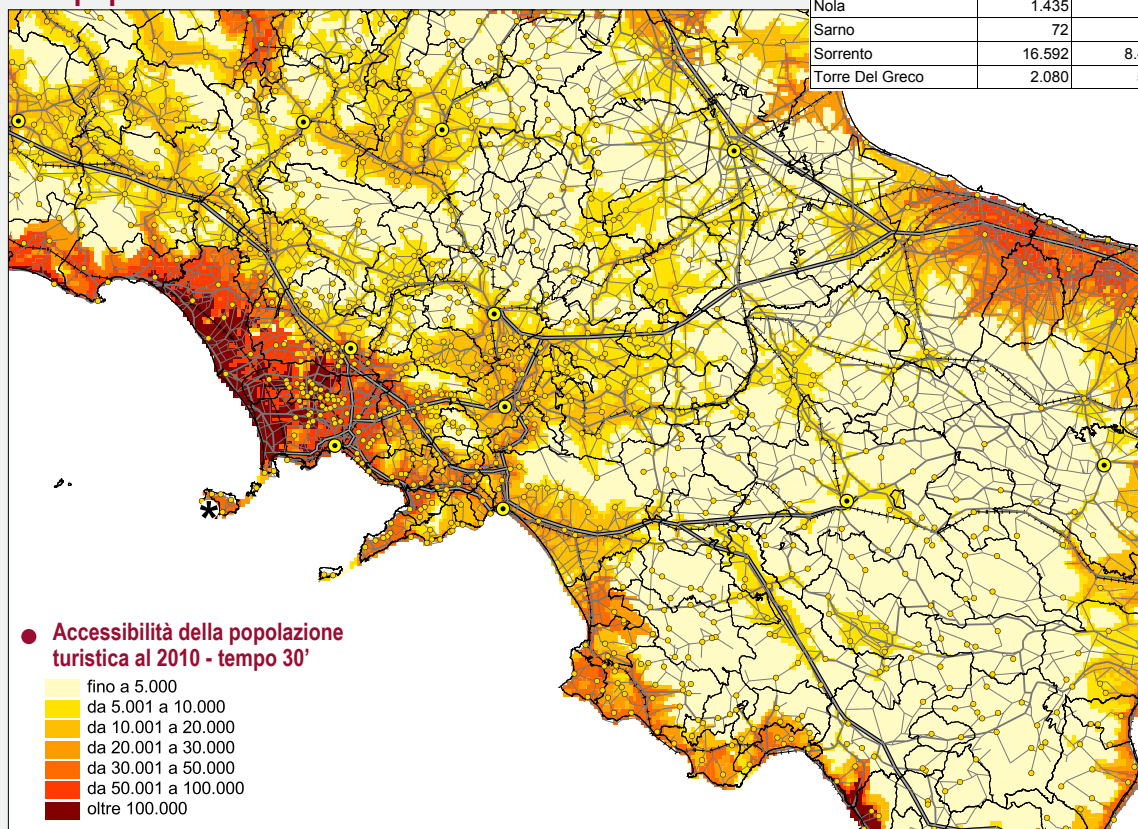 Nola 1.435
Sarno 72
Sorrento 16.592
Torre Del Greco 2.080
*
Accessibilità della popolazione
turistica al 2010 - tempo 30'
fino a 5.000
da 5.001 a 10.000
da 10.001 a 20.000
da 20.001 a 30.000
da 30.001 a 50.000
da 50.001 a 100.000
oltre 100.000